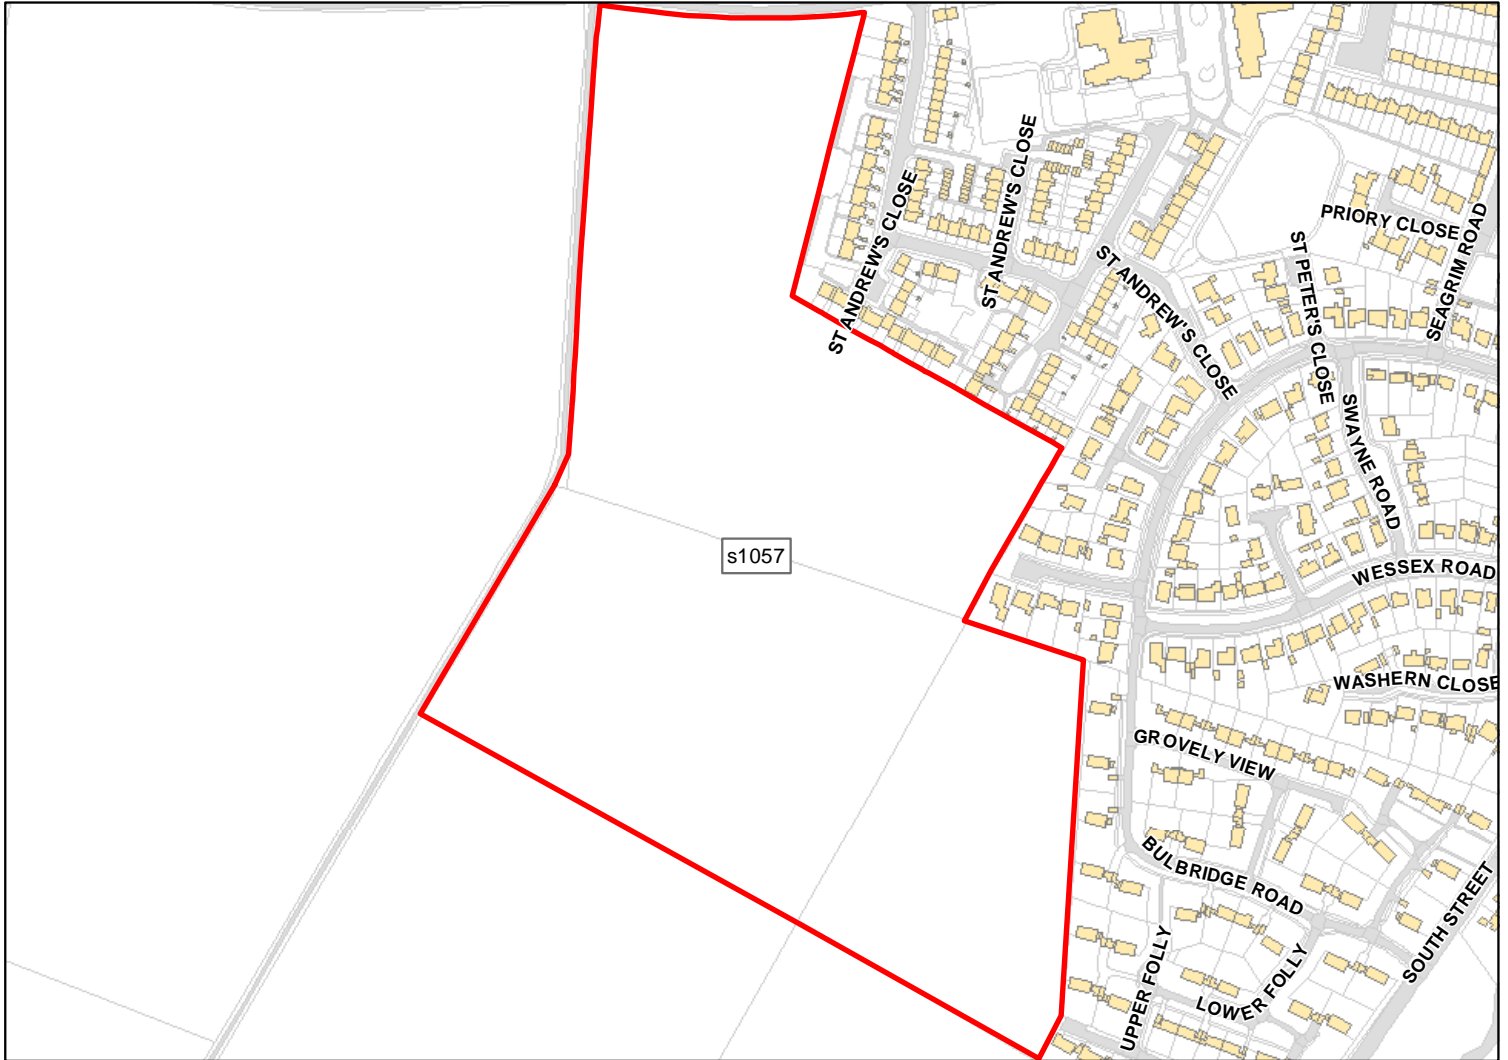 ST ANDREW'S CLOSE
ST ANDREW'S CLOSE
ST ANDREW'S CLOSE
PRIORY CLOSE
SEAGRIM ROAD
ST PETER'S CLOSE
SWAYNE ROAD
s1057
WESSEX ROAD
WASHERN CLOSE
GROVELY VIEW
BULBRIDGE ROAD
SOUTH STREET
UPPER FOLLY
LOWER FOLLY